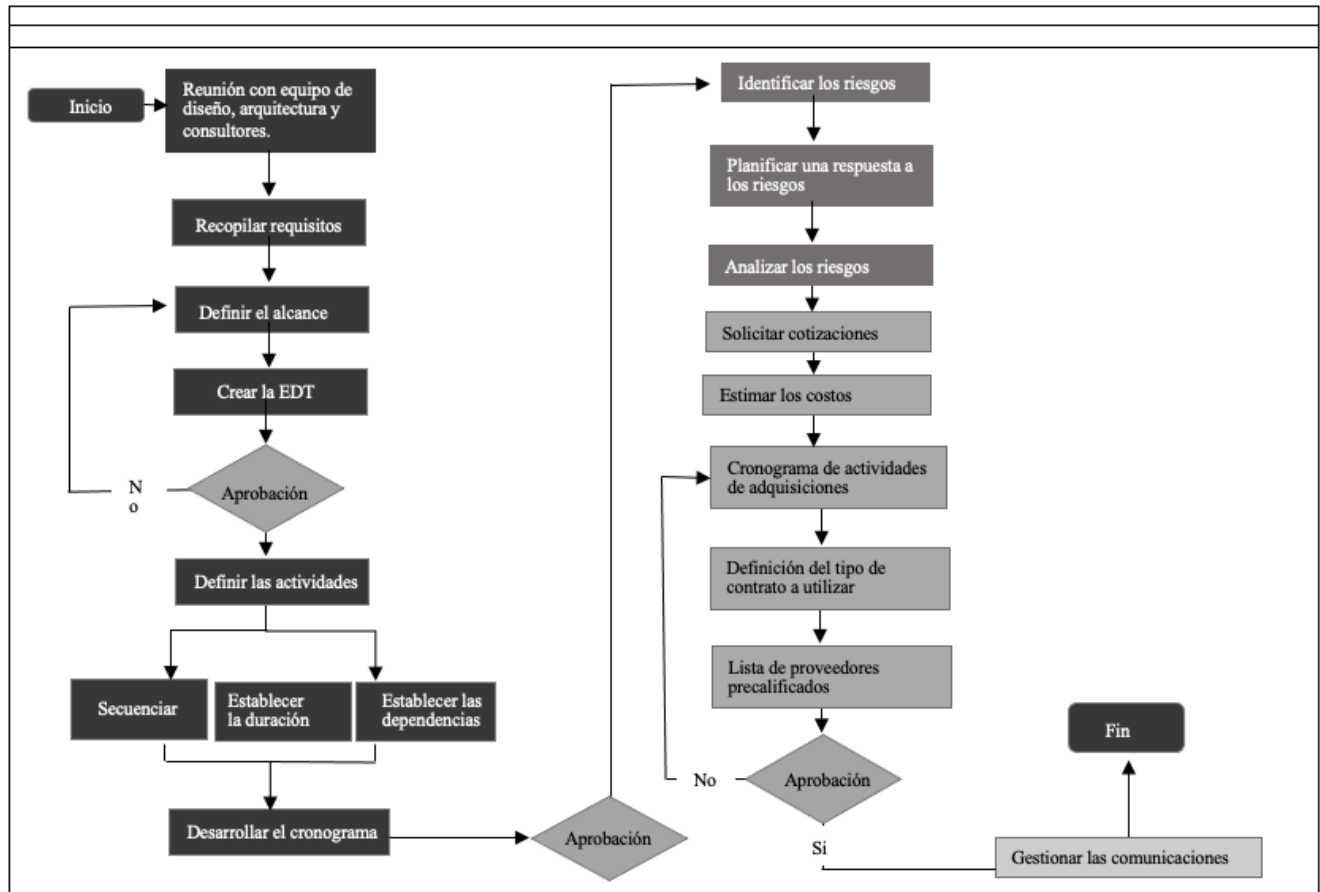 Inicio
Reunión con equipo de
diseño, arquitectura y
consultores.
Recopilar requisitos
Definir el alcance
Crear la EDT
Aprobación
N
o
Definir las actividades
Secuenciar
Establecer
la duración
Establecer las
dependencias
Desarrollar el cronograma
Aprobación
Identificar los riesgos
Planificar una respuesta a
los riesgos
Analizar los riesgos
Solicitar cotizaciones
Estimar los costos
Cronograma de actividades
de adquisiciones
Definición del tipo de
contrato a utilizar
Lista de proveedores
precalificados
Aprobación
No
Si
Gestionar las comunicaciones
Fin